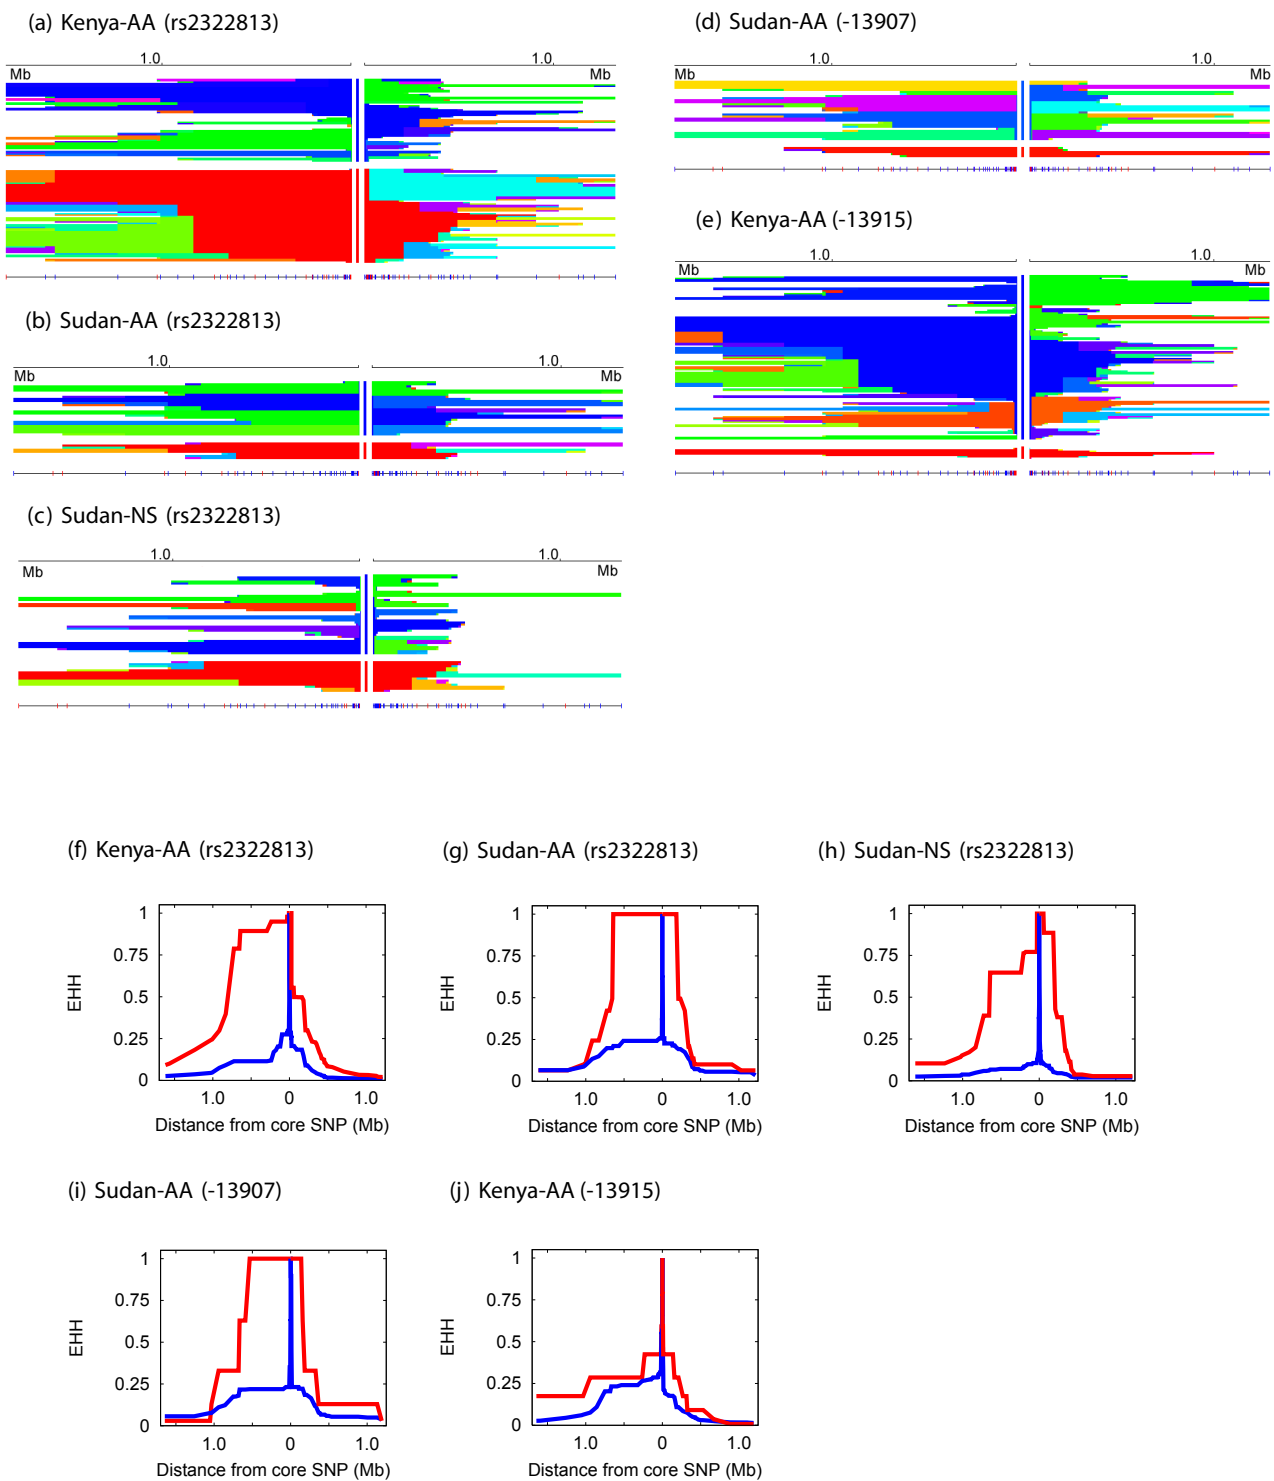 (a) Kenya-AA (rs2322813)
1.0 1.0
Mb Mb
(d) Sudan-AA (-13907)
1.0 1.0
Mb Mb
(b) Sudan-AA (rs2322813)
1.0 1.0
Mb Mb
(e) Kenya-AA (-13915)
1.0 1.0
Mb Mb
(c) Sudan-NS (rs2322813)
1.0 1.0
Mb Mb
(f) Kenya-AA (rs2322813)
1
0.75
0.5
0.25
0
EHH
1.0 0 1.0
Distance from core SNP (Mb)
(g) Sudan-AA (rs2322813)
1
0.75
0.5
0.25
0
EHH
1.0 0 1.0
Distance from core SNP (Mb)
(h) Sudan-NS (rs2322813)
1
0.75
0.5
0.25
0
EHH
1.0 0 1.0
Distance from core SNP (Mb)
(i) Sudan-AA (-13907)
1
0.75
0.5
0.25
0
EHH
1.0 0 1.0
Distance from core SNP (Mb)
(j) Kenya-AA (-13915)
1
0.75
0.5
0.25
0
EHH
1.0 0 1.0
Distance from core SNP (Mb)